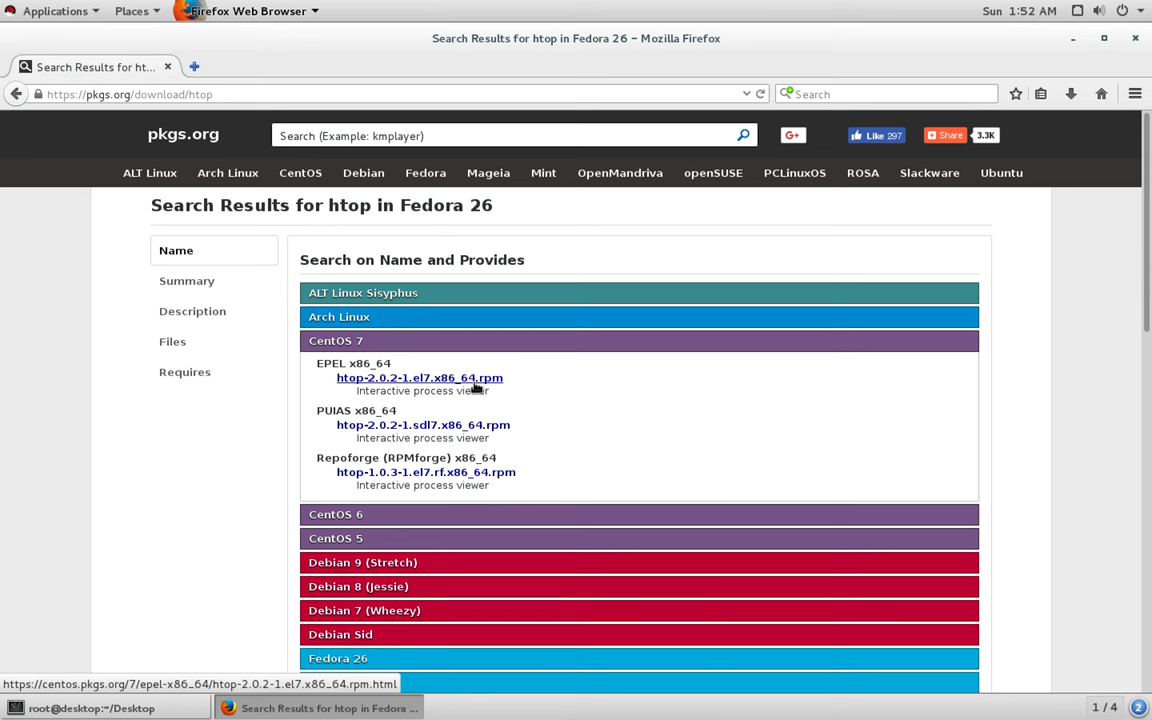 Applications Places Firefox Web Browser Sun 1:52 AM
Search Results for htop in Fedora 26 – Mozilla Firefox
Search Results for ht...
https://pkgs.org/download/htop Search
pkgs.org Search (Example: kmplayer) G+ Like 297 Share 3.3K
ALT Linux Arch Linux CentOS Debian Fedora Mageia Mint OpenMandriva openSUSE PCLinuxOS ROSA Slackware Ubuntu
Search Results for htop in Fedora 26
Name
Summary
Description
Files
Requires
Search on Name and Provides
ALT Linux Sisyphus
Arch Linux
CentOS 7
EPEL x86_64
htop-2.0.2-1.el7.x86_64.rpm
Interactive process viewer
PUIAS x86_64
htop-2.0.2-1.sdl7.x86_64.rpm
Interactive process viewer
Repoforge (RPMforge) x86_64
htop-1.0.3-1.el7.rf.x86_64.rpm
Interactive process viewer
CentOS 6
CentOS 5
Debian 9 (Stretch)
Debian 8 (Jessie)
Debian 7 (Wheezy)
Debian Sid
Fedora 26
https://centos.pkgs.org/7/epel-x86_64/htop-2.0.2-1.el7.x86_64.rpm.html
root@desktop:~/Desktop Search Results for htop in Fedora ... 1 / 4 2